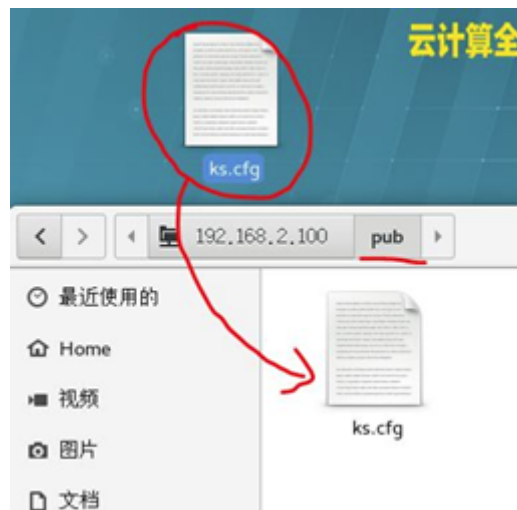 云计算全
ks.cfg
192.168.2.100 pub
最近使用的
Home
ks.cfg
视频
图片
文档